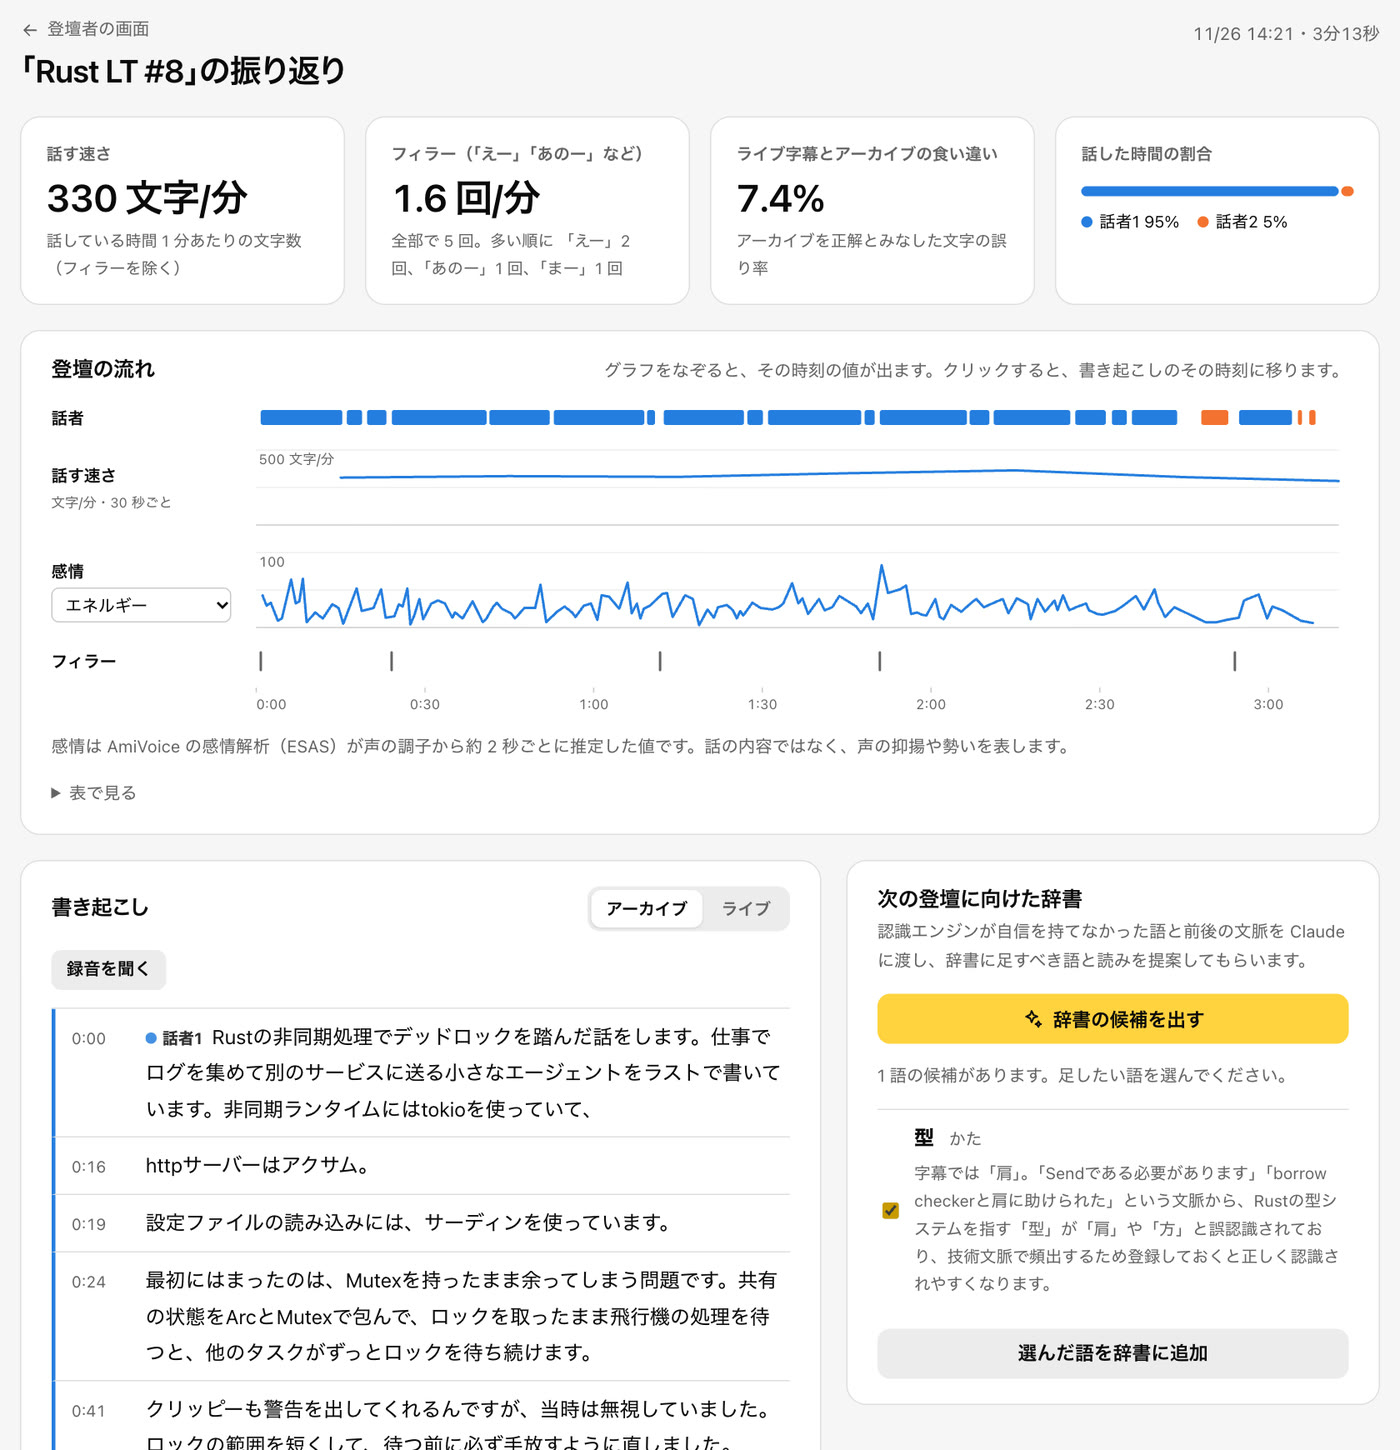 ← 登壇者の画面
11/26 14:21・3分13秒
「Rust LT #8」の振り返り
話す速さ
330 文字/分
話している時間 1 分あたりの文字数
（フィラーを除く）
フィラー（「えー」「あのー」など）
1.6 回/分
全部で 5 回。多い順に 「えー」2
回、「あのー」1 回、「まー」1 回
ライブ字幕とアーカイブの食い違い
7.4%
アーカイブを正解とみなした文字の誤
り率
話した時間の割合
話者1 95% 話者2 5%
登壇の流れ
グラフをなぞると、その時刻の値が出ます。クリックすると、書き起こしのその時刻に移ります。
話者
話す速さ
文字/分・30 秒ごと
500 文字/分
感情
エネルギー
100
フィラー
0:00 0:30 1:00 1:30 2:00 2:30 3:00
感情は AmiVoice の感情解析（ESAS）が声の調子から約 2 秒ごとに推定した値です。話の内容ではなく、声の抑揚や勢いを表します。
▶ 表で見る
書き起こし
アーカイブ ライブ
録音を聞く
0:00 話者1 Rustの非同期処理でデッドロックを踏んだ話をします。仕事で
ログを集めて別のサービスに送る小さなエージェントをラストで書いて
います。非同期ランタイムにはtokioを使っていて、
0:16 httpサーバーはアクサム。
0:19 設定ファイルの読み込みには、サーディンを使っています。
0:24 最初にはまったのは、Mutexを持ったまま余ってしまう問題です。共有
の状態をArcとMutexで包んで、ロックを取ったまま飛行機の処理を待
つと、他のタスクがずっとロックを待ち続けます。
0:41 クリッピーも警告を出してくれるんですが、当時は無視していました。
ロックの範囲を短くして、待つ前に必ず手放すように直しました。
次の登壇に向けた辞書
認識エンジンが自信を持てなかった語と前後の文脈を Claude
に渡し、辞書に足すべき語と読みを提案してもらいます。
辞書の候補を出す
1 語の候補があります。足したい語を選んでください。
型 かた
字幕では「肩」。「Sendである必要があります」「borrow
checkerと肩に助けられた」という文脈から、Rustの型シ
ステムを指す「型」が「肩」や「方」と誤認識されてお
り、技術文脈で頻出するため登録しておくと正しく認識さ
れやすくなります。
選んだ語を辞書に追加